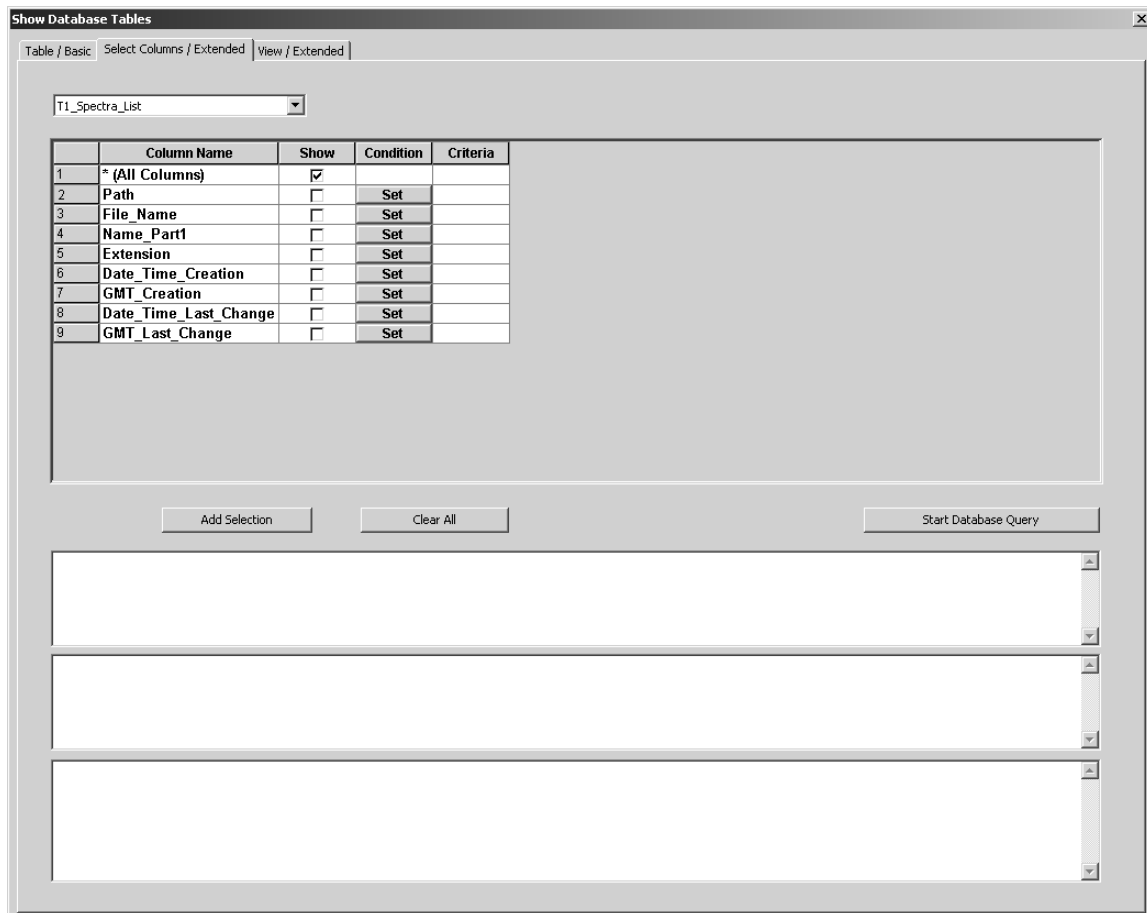 Show Database Tables
Table / Basic Select Columns / Extended View / Extended
T1_Spectra_List
Column Name Show Condition Criteria
1 * (All Columns)
2 Path Set
3 File_Name Set
4 Name_Part1 Set
5 Extension Set
6 Date_Time_Creation Set
7 GMT_Creation Set
8 Date_Time_Last_Change Set
9 GMT_Last_Change Set
Add Selection Clear All Start Database Query